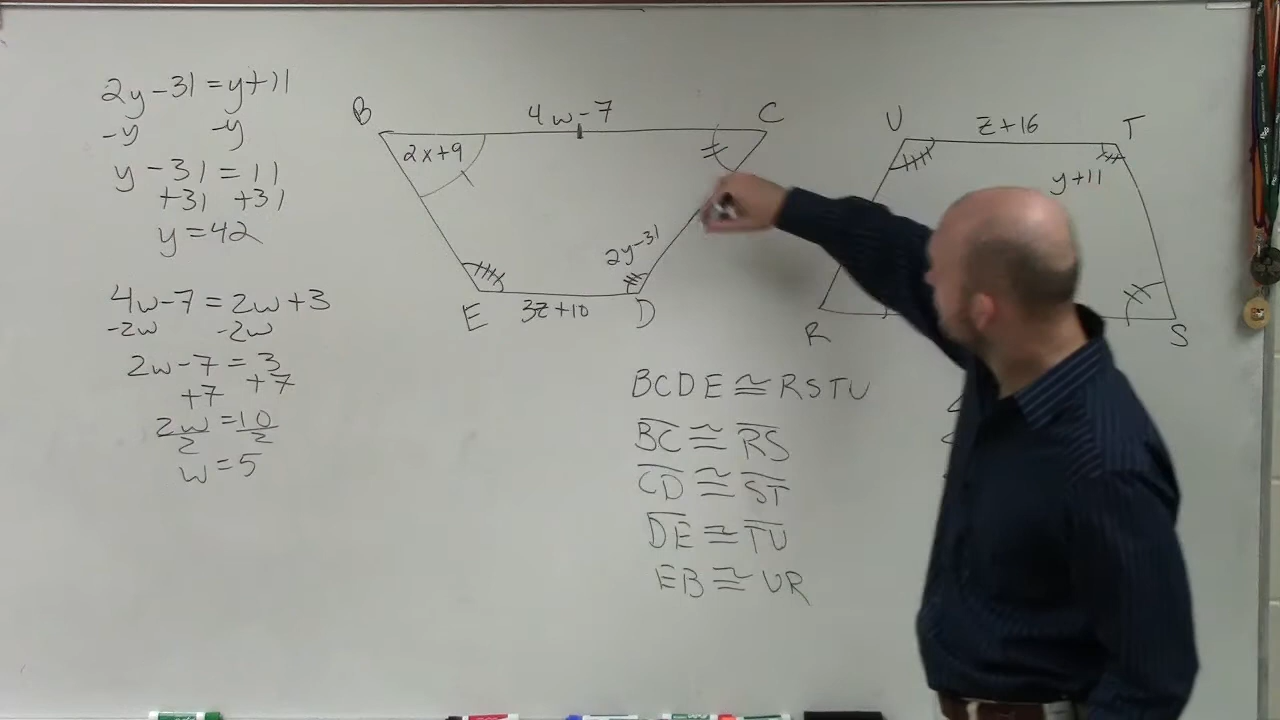 2y-31=y+11
-y -y
y-31=11
+31 +31
y=42
4w-7=2w+3
-2w -2w
2w-7=3
+7 +7
2w=10
2 2
w=5
B
4w-7
C
2x+9
2y-31
E
3z+10
D
U
z+16
T
y+11
R
S
BCDE≅RSTU
BC≅RS
CD≅ST
DE≅TU
EB≅UR